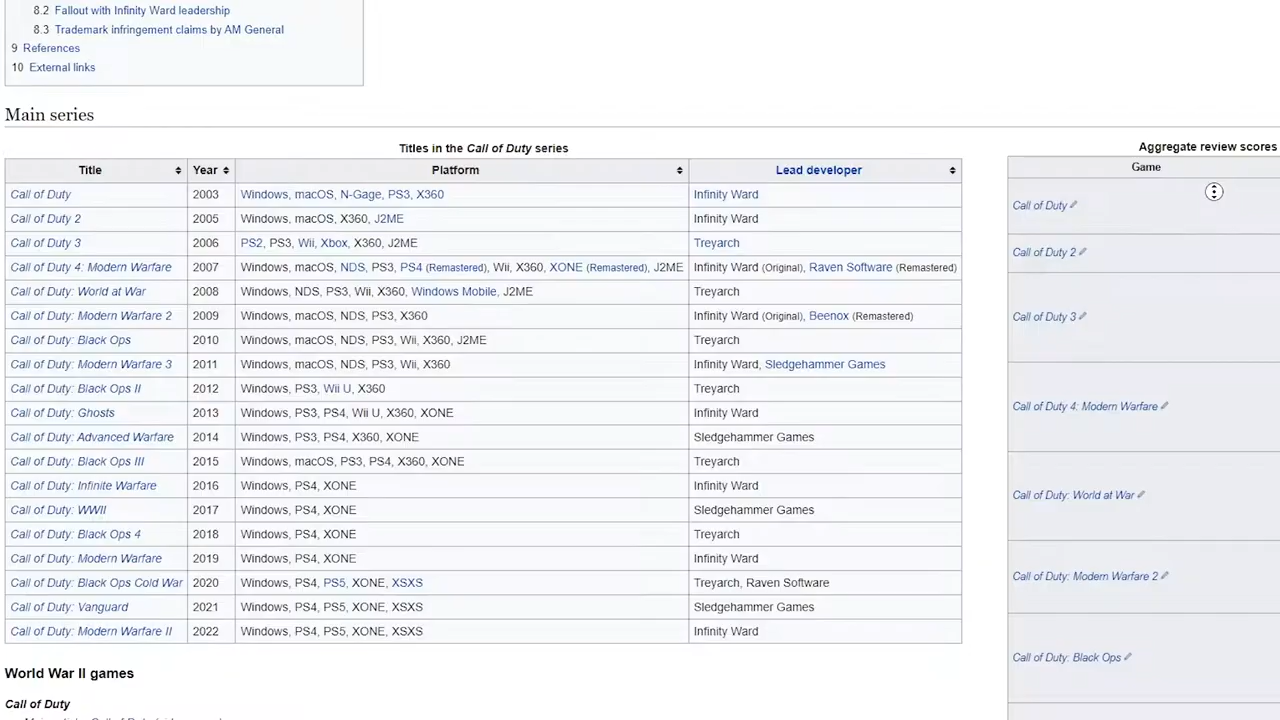 8.2 Fallout with Infinity Ward leadership
8.3 Trademark infringement claims by AM General
9 References
10 External links
Main series
Titles in the Call of Duty series
Title Year Platform Lead developer
Call of Duty 2003 Windows, macOS, N-Gage, PS3, X360 Infinity Ward
Call of Duty 2 2005 Windows, macOS, X360, J2ME Infinity Ward
Call of Duty 3 2006 PS2, PS3, Wii, Xbox, X360, J2ME Treyarch
Call of Duty 4: Modern Warfare 2007 Windows, macOS, NDS, PS3, PS4 (Remastered), Wii, X360, XONE (Remastered), J2ME Infinity Ward (Original), Raven Software (Remastered)
Call of Duty: World at War 2008 Windows, NDS, PS3, Wii, X360, Windows Mobile, J2ME Treyarch
Call of Duty: Modern Warfare 2 2009 Windows, macOS, NDS, PS3, X360 Infinity Ward (Original), Beenox (Remastered)
Call of Duty: Black Ops 2010 Windows, macOS, NDS, PS3, Wii, X360, J2ME Treyarch
Call of Duty: Modern Warfare 3 2011 Windows, macOS, NDS, PS3, Wii, X360 Infinity Ward, Sledgehammer Games
Call of Duty: Black Ops II 2012 Windows, PS3, Wii U, X360 Treyarch
Call of Duty: Ghosts 2013 Windows, PS3, PS4, Wii U, X360, XONE Infinity Ward
Call of Duty: Advanced Warfare 2014 Windows, PS3, PS4, X360, XONE Sledgehammer Games
Call of Duty: Black Ops III 2015 Windows, macOS, PS3, PS4, X360, XONE Treyarch
Call of Duty: Infinite Warfare 2016 Windows, PS4, XONE Infinity Ward
Call of Duty: WWII 2017 Windows, PS4, XONE Sledgehammer Games
Call of Duty: Black Ops 4 2018 Windows, PS4, XONE Treyarch
Call of Duty: Modern Warfare 2019 Windows, PS4, XONE Infinity Ward
Call of Duty: Black Ops Cold War 2020 Windows, PS4, PS5, XONE, XSXS Treyarch, Raven Software
Call of Duty: Vanguard 2021 Windows, PS4, PS5, XONE, XSXS Sledgehammer Games
Call of Duty: Modern Warfare II 2022 Windows, PS4, PS5, XONE, XSXS Infinity Ward
World War II games
Call of Duty
Aggregate review scores
Game
Call of Duty
Call of Duty 2
Call of Duty 3
Call of Duty 4: Modern Warfare
Call of Duty: World at War
Call of Duty: Modern Warfare 2
Call of Duty: Black Ops